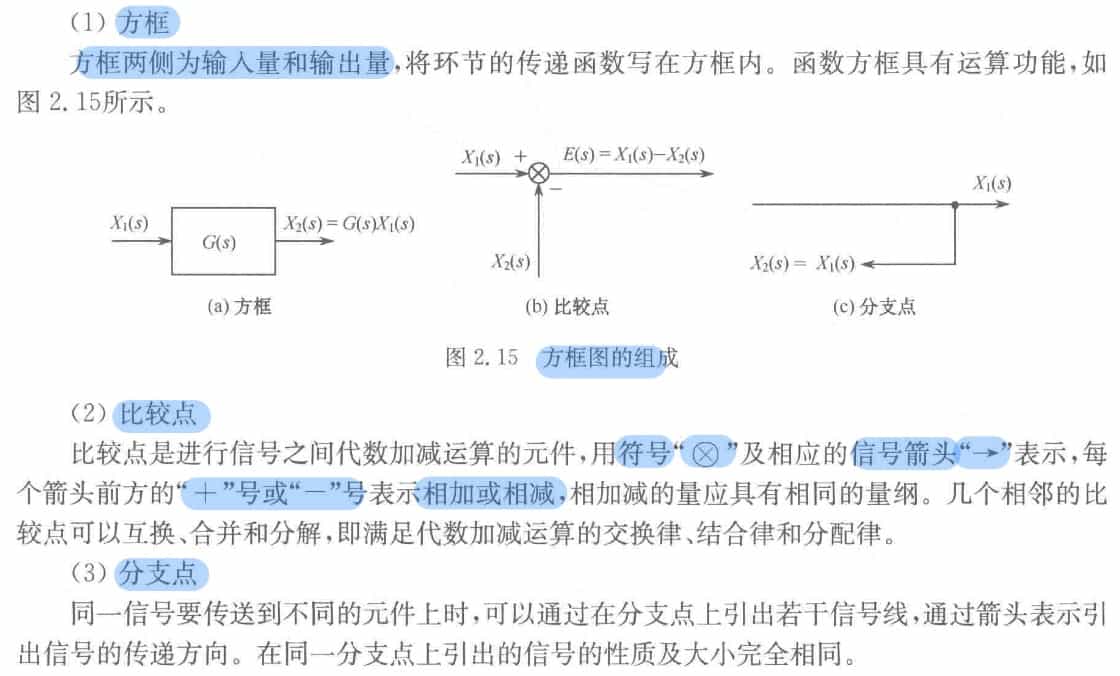 （1）方框
方框两侧为输入量和输出量，将环节的传递函数写在方框内。函数方框具有运算功能，如
图 2.15所示。
X₁(s)
G(s)
X₂(s) = G(s)X₁(s)
X₁(s) +
E(s) = X₁(s)−X₂(s)
−
X₂(s)
X₁(s)
X₂(s) = X₁(s)
(a) 方框
(b) 比较点
(c) 分支点
图 2.15 方框图的组成
（2）比较点
比较点是进行信号之间代数加减运算的元件，用符号“⊗”及相应的信号箭头“→”表示，每
个箭头前方的“＋”号或“－”号表示相加或相减，相加减的量应具有相同的量纲。几个相邻的比
较点可以互换、合并和分解，即满足代数加减运算的交换律、结合律和分配律。
（3）分支点
同一信号要传送到不同的元件上时，可以通过在分支点上引出若干信号线，通过箭头表示引
出信号的传递方向。在同一分支点上引出的信号的性质及大小完全相同。